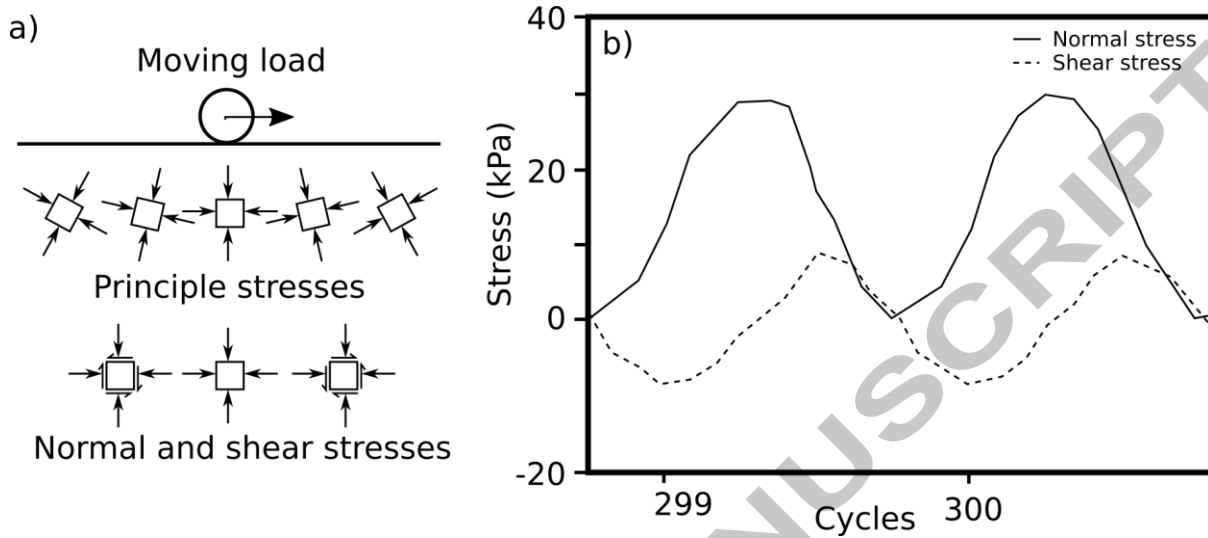 a)
Moving load
Principle stresses
Normal and shear stresses
b)
Normal stress
Shear stress
Stress (kPa)
40
20
0
-20
299
300
Cycles
NUSCRIPT